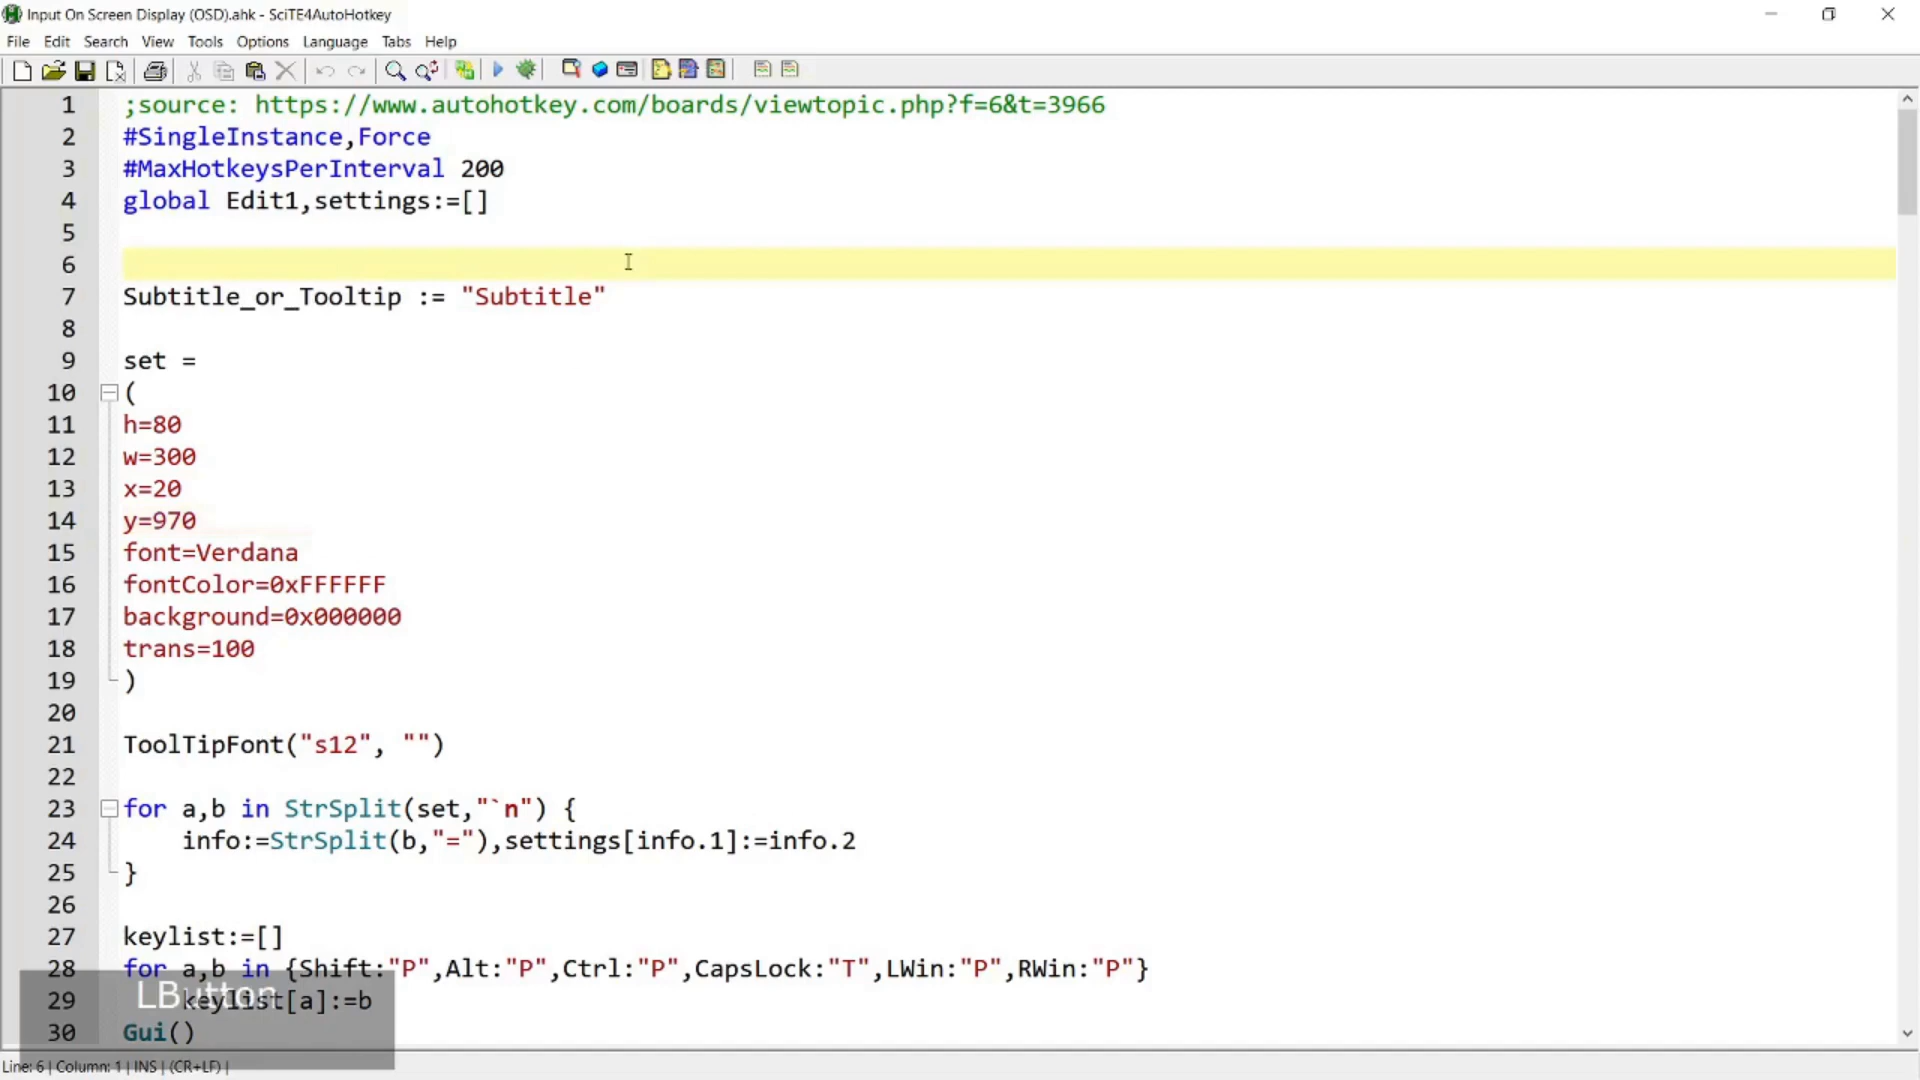 Input On Screen Display (OSD).ahk - SciTE4AutoHotkey
File Edit Search View Tools Options Language Tabs Help
1 ;source: https://www.autohotkey.com/boards/viewtopic.php?f=6&t=3966
2 #SingleInstance,Force
3 #MaxHotkeysPerInterval 200
4 global Edit1,settings:=[]
5
6
7 Subtitle_or_Tooltip := "Subtitle"
8
9 set =
10 (
11 h=80
12 w=300
13 x=20
14 y=970
15 font=Verdana
16 fontColor=0xFFFFFF
17 background=0x000000
18 trans=100
19 )
20
21 ToolTipFont("s12", "")
22
23 for a,b in StrSplit(set,"`n") {
24 info:=StrSplit(b,"="),settings[info.1]:=info.2
25 }
26
27 keylist:=[]
28 for a,b in {Shift:"P",Alt:"P",Ctrl:"P",CapsLock:"T",LWin:"P",RWin:"P"}
LButton
29 keylist[a]:=b
30 Gui()
Line: 6 | Column: 1 | INS | (CR+LF) |